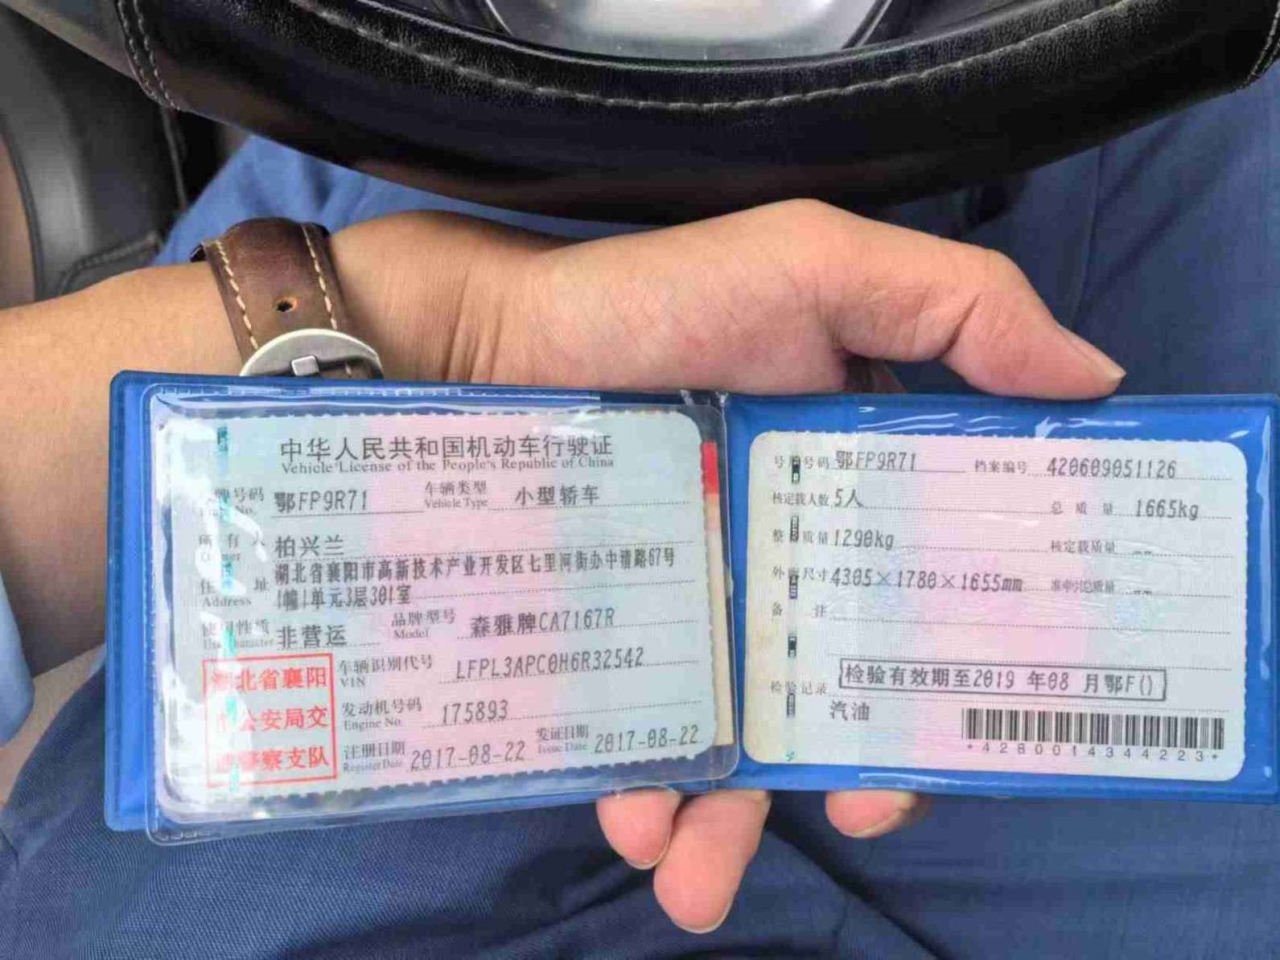 中华人民共和国机动车行驶证
Vehicle License of the People's Republic of China
号码 鄂FP9R71 车辆类型 Vehicle Type 小型轿车
所有人 柏兴兰
住址 Address 湖北省襄阳市高新技术产业开发区七里河街办中清路67号
1幢1单元3层301室
使用性质 非营运 品牌型号 Model 森雅牌CA7167R
车辆识别代号 VIN LFPL3APC0H6R32542
发动机号码 Engine No. 175893
注册日期 Register Date 2017-08-22 发证日期 Issue Date 2017-08-22
湖北省襄阳
公安局交
警察支队
号牌号码 鄂FP9R71 档案编号 420609051126
核定载人数 5人 总质量 1665kg
整备质量 1290kg 核定载质量 --
外廓尺寸 4305×1780×1655mm 准牵引总质量 --
备注
检验记录 检验有效期至2019 年08 月鄂F()
汽油
*4280014344223*